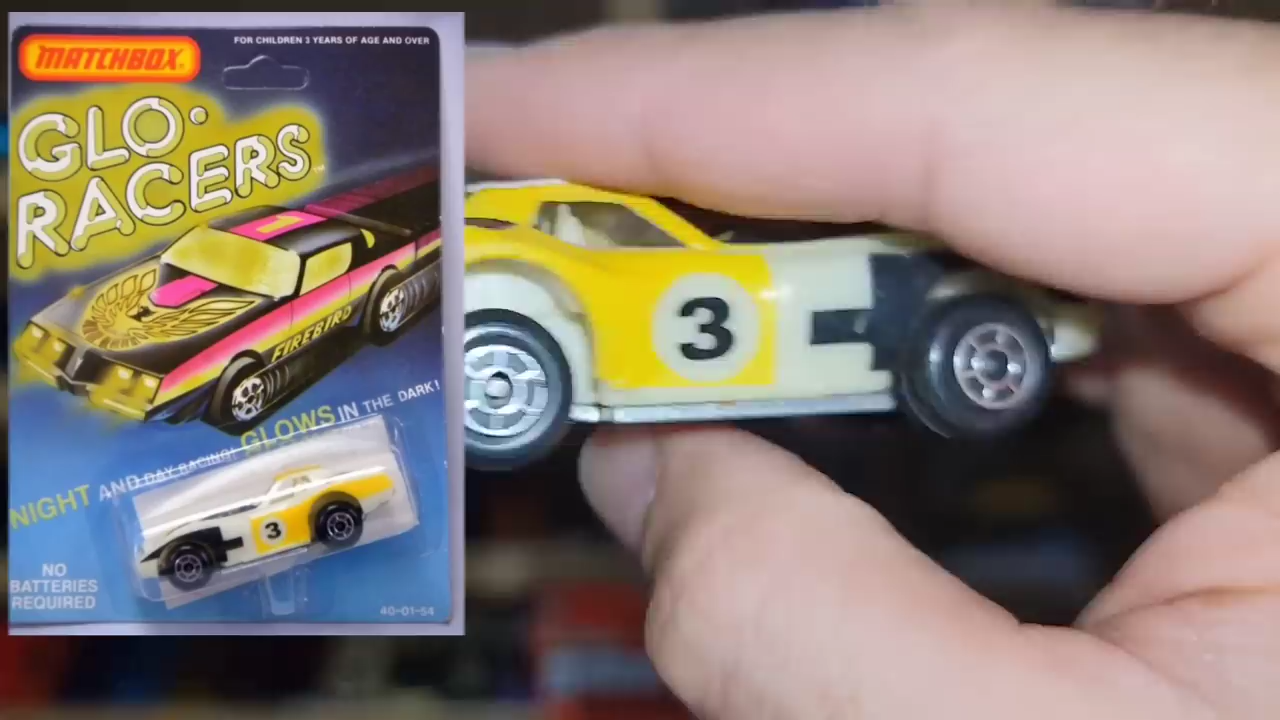 MATCHBOX
FOR CHILDREN 3 YEARS OF AGE AND OVER
GLO·
RACERS
1
FIREBIRD
NIGHT AND DAY RACING! GLOWS IN THE DARK!
3
NO
BATTERIES
REQUIRED
40-01-54
3